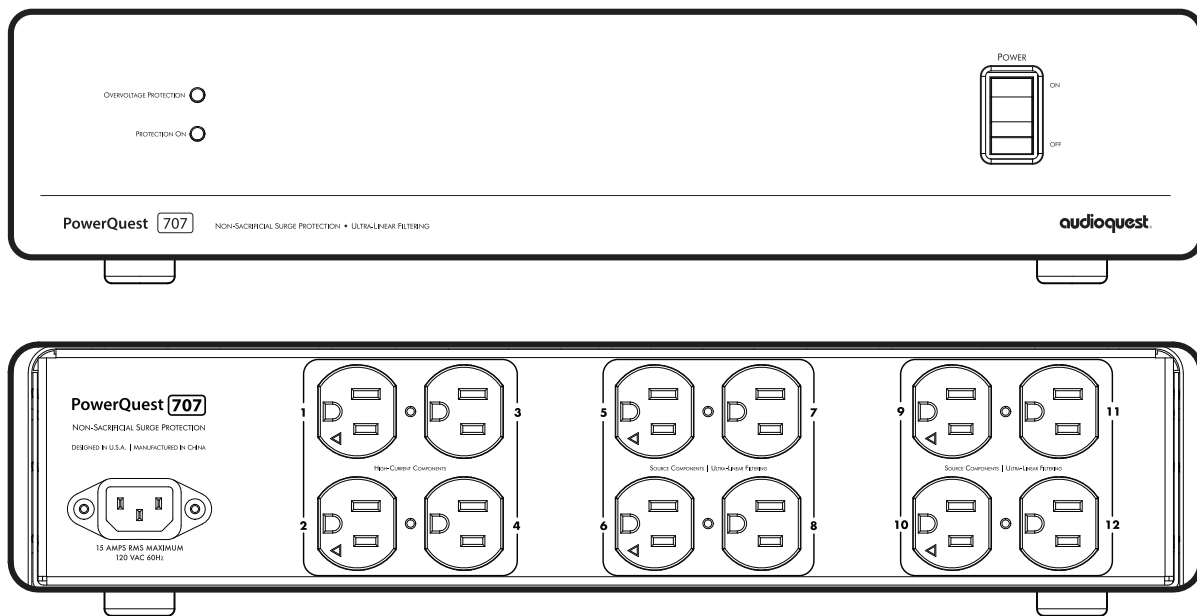 POWER
OVERVOLTAGE PROTECTION
ON
PROTECTION ON
OFF
PowerQuest 707 NON-SACRIFICIAL SURGE PROTECTION • ULTRA-LINEAR FILTERING
audioquest®
PowerQuest 707
NON-SACRIFICIAL SURGE PROTECTION
DESIGNED IN U.S.A. | MANUFACTURED IN CHINA
15 AMPS RMS MAXIMUM
120 VAC 60Hz
1 3
HIGH-CURRENT COMPONENTS
2 4
5 7
SOURCE COMPONENTS | ULTRA-LINEAR FILTERING
6 8
9 11
SOURCE COMPONENTS | ULTRA-LINEAR FILTERING
10 12